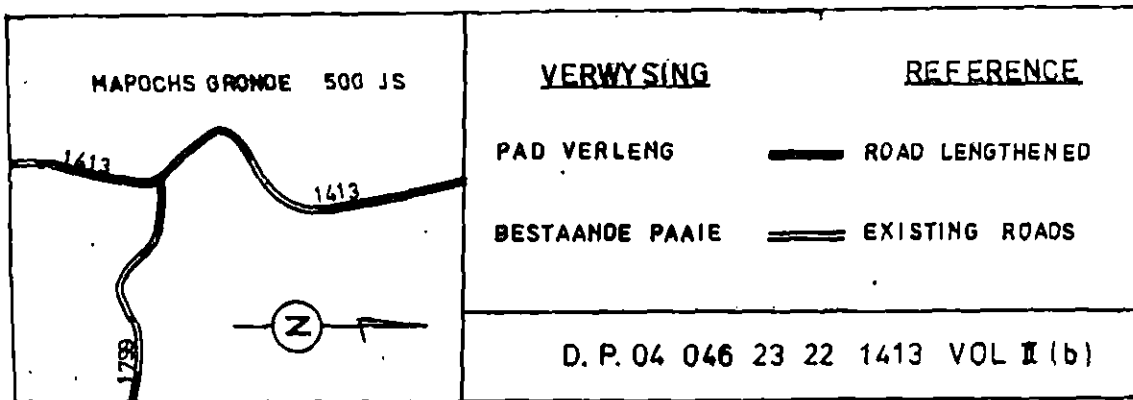 MAPOCHS GRONDE 500 JS
1413
1413
1799
N
VERWYSING REFERENCE
PAD VERLENG ROAD LENGTHENED
BESTAANDE PAAIE EXISTING ROADS
D.P. 04 046 23 22 1413 VOL II (b)